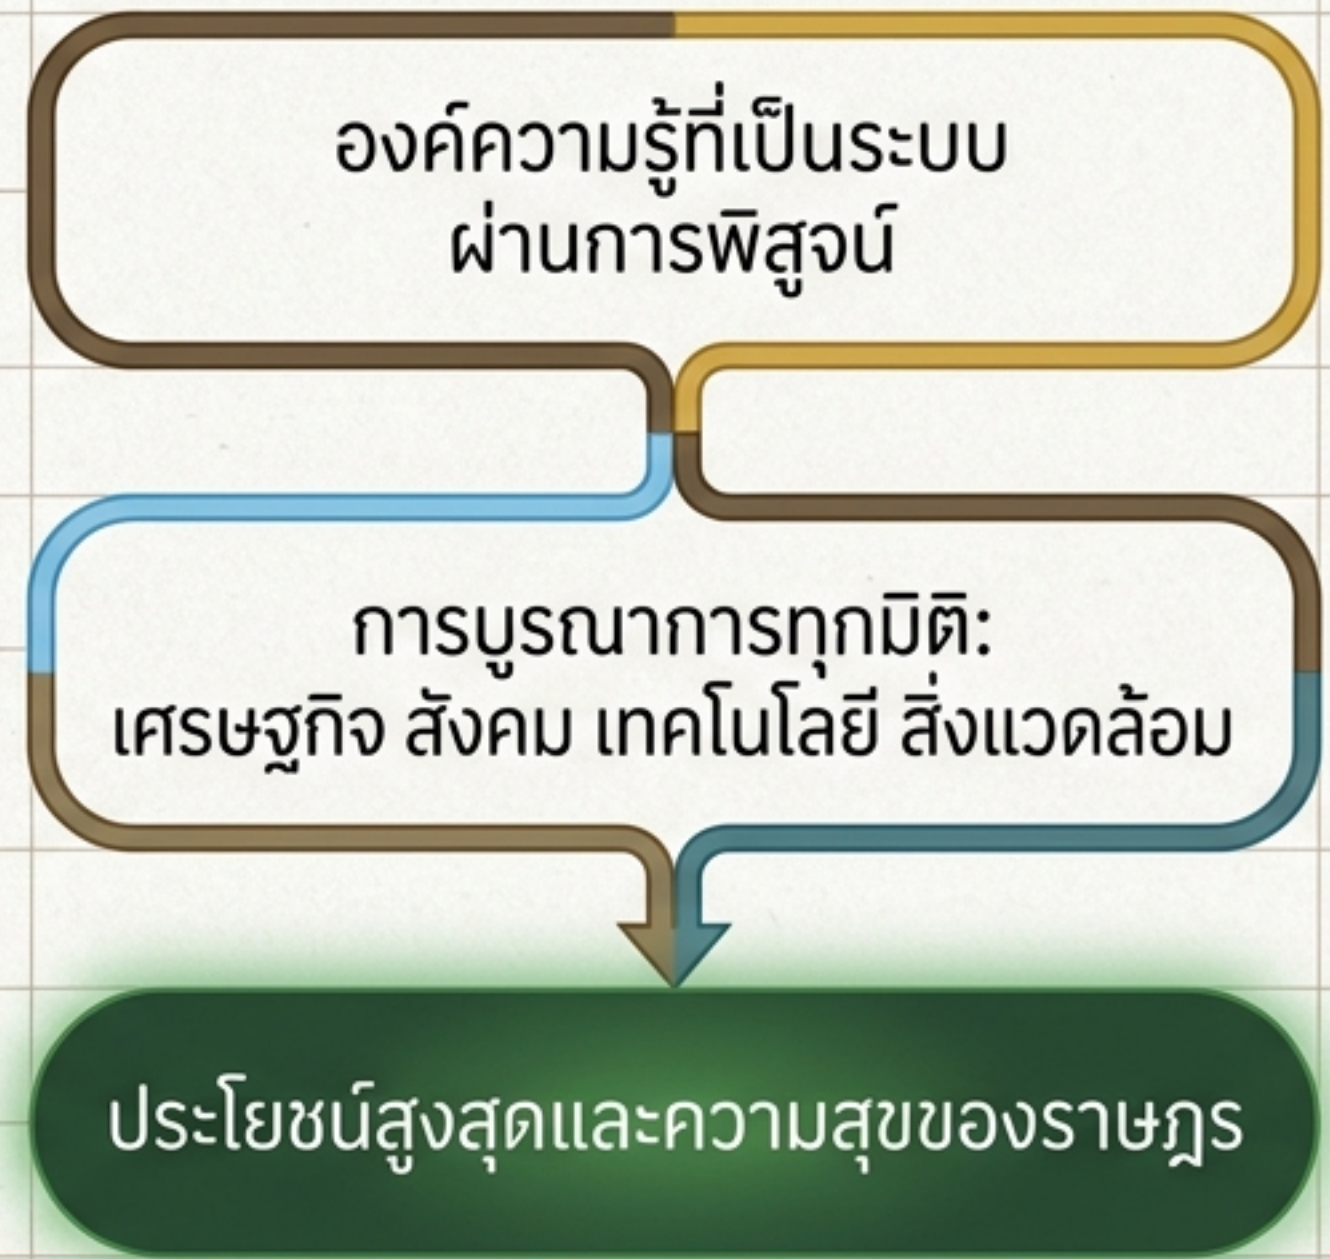 องค์ความรู้ที่เป็นระบบ
ผ่านการพิสูจน์
การบูรณาการทุกมิติ:
เศรษฐกิจ สังคม เทคโนโลยี สิ่งแวดล้อม
ประโยชน์สูงสุดและความสุขของราษฎร